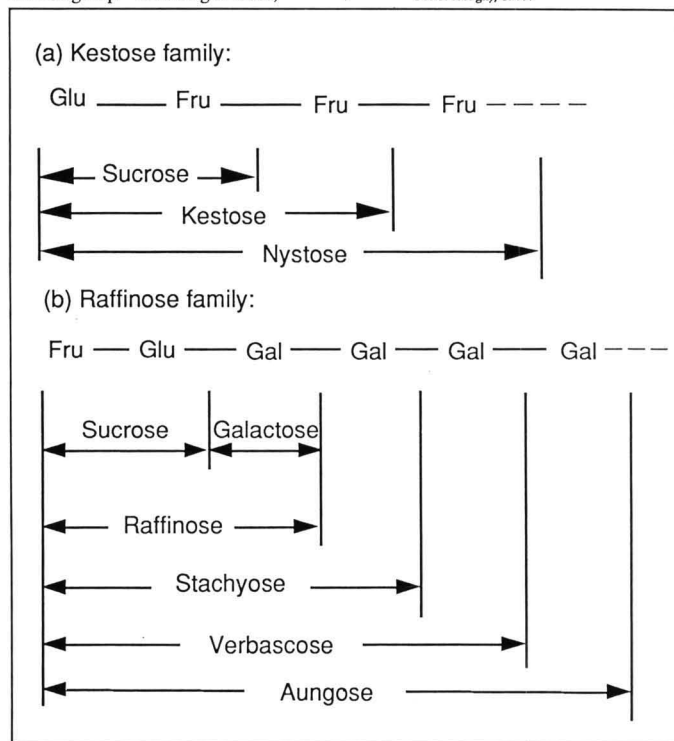 (a) Kestose family:
Glu Fru Fru Fru
Sucrose
Kestose
Nystose
(b) Raffinose family:
Fru Glu Gal Gal Gal Gal
Sucrose Galactose
Raffinose
Stachyose
Verbascose
Aungose